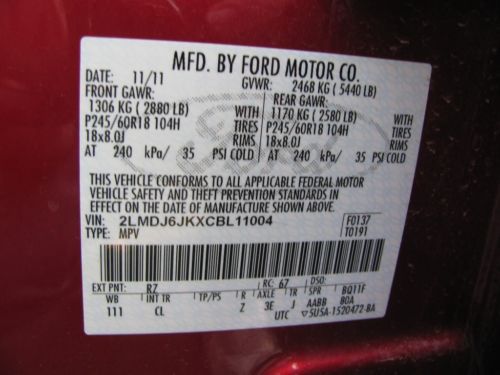 MFD. BY FORD MOTOR CO.
DATE: 11/11 GVWR: 2468 KG (5440 LB)
FRONT GAWR: REAR GAWR:
1306 KG (2880 LB) WITH 1170 KG (2580 LB) WITH
P245/60R18 104H TIRES P245/60R18 104H TIRES
18x8.0J RIMS 18x8.0J RIMS
AT 240 kPa/ 35 PSI COLD AT 240 kPa/ 35 PSI COLD
THIS VEHICLE CONFORMS TO ALL APPLICABLE FEDERAL MOTOR
VEHICLE SAFETY AND THEFT PREVENTION STANDARDS IN
EFFECT ON THE DATE OF MANUFACTURE SHOWN ABOVE.
VIN: 2LMDJ6JKXCBL11004 F0137
TYPE: MPV T0191
EXT PNT: RZ RC: 67 DSO:
WB INT TR TP/PS R AXLE TR SPR BQ11F
111 CL Z 3E J AABB BOA
UTC 5USA-1520472-BA
Ford